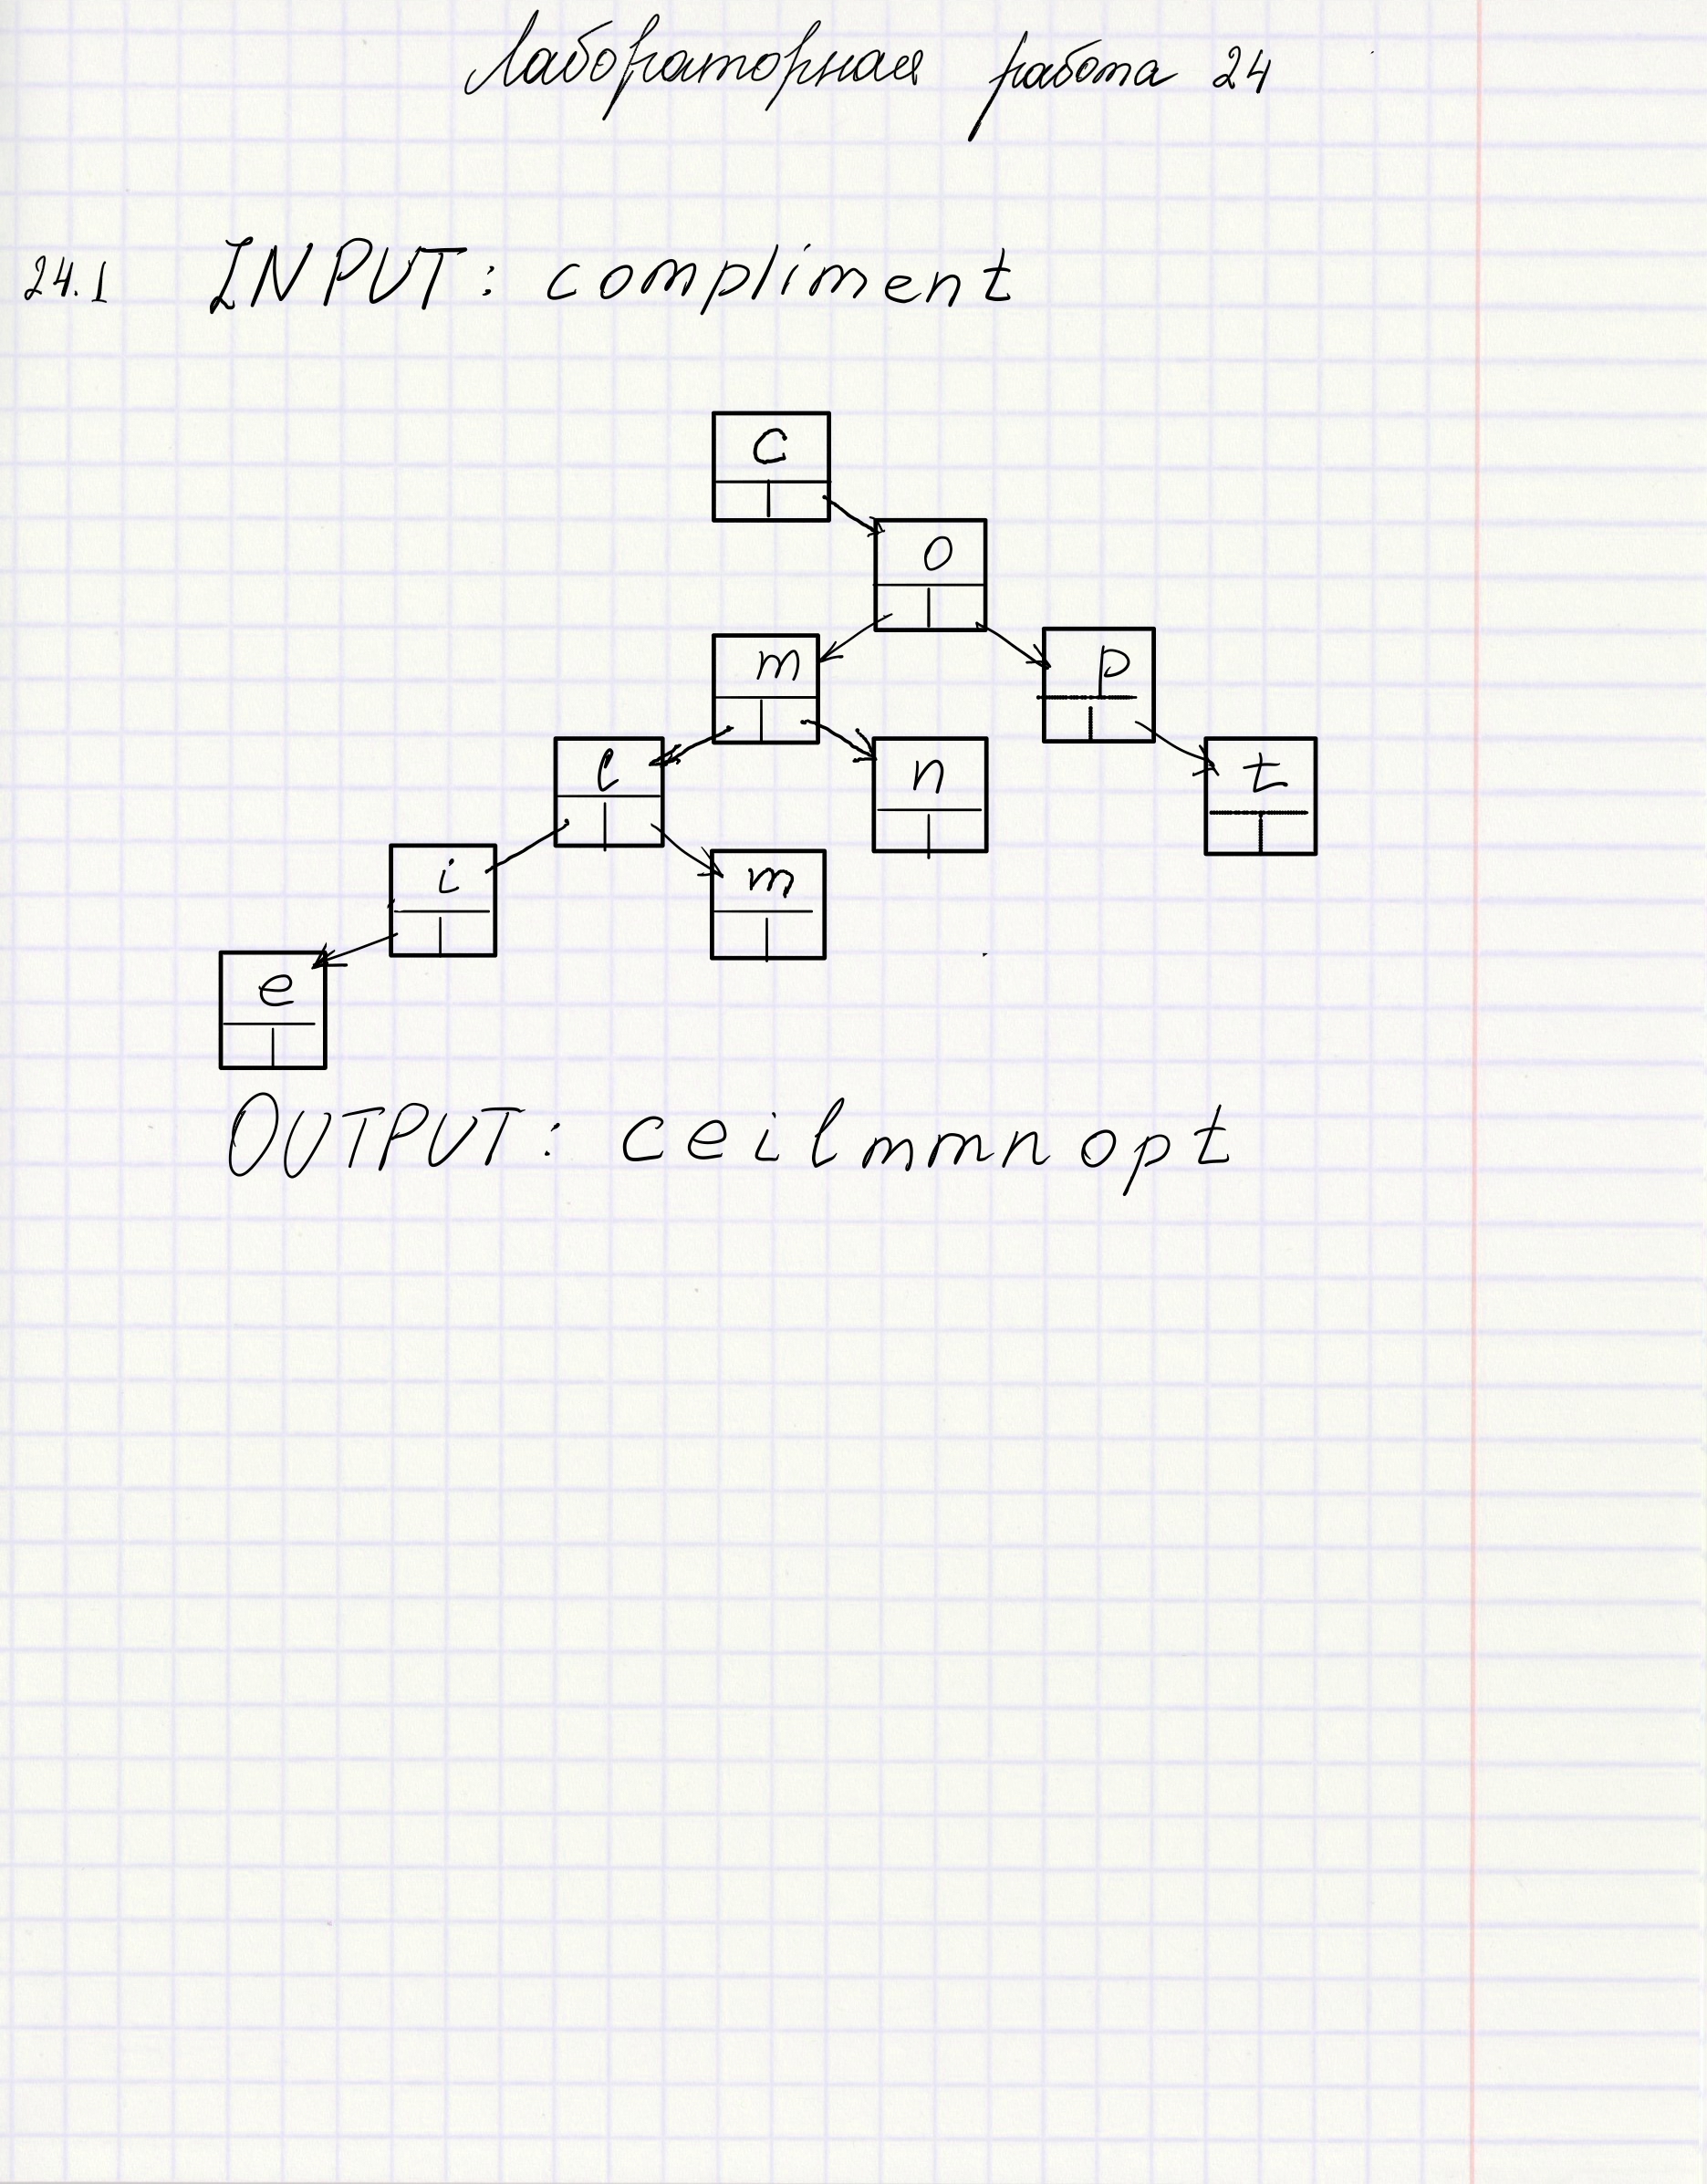 Лабораторная работа 24
24.1 INPUT: compliment
c
o
m p
l n t
i m
e
OUTPUT: ceilmmnopt